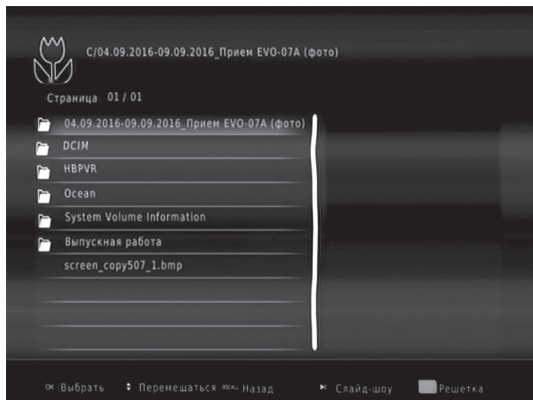 C/04.09.2016-09.09.2016_Прием EVO-07A (фото)
Страница 01 / 01
04.09.2016-09.09.2016_Прием EVO-07A (фото)
DCIM
HBPVR
Ocean
System Volume Information
Выпускная работа
screen_copy507_1.bmp
OK Выбрать Перемещаться RECALL Назад Слайд-шоу Решетка